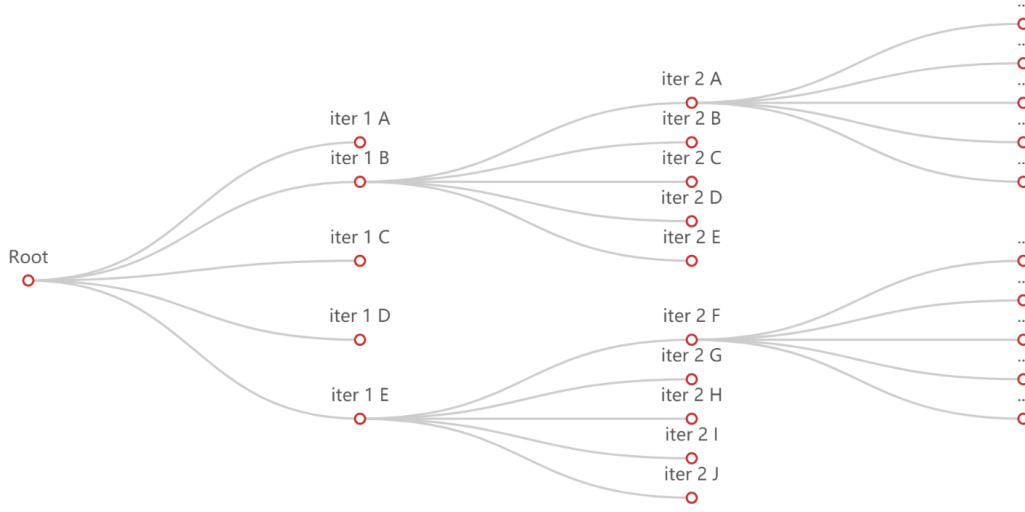 ...
...
iter 2 A
...
iter 1 A
iter 2 B
...
iter 1 B
iter 2 C
...
iter 2 D
iter 1 C
iter 2 E
...
Root
...
iter 1 D
iter 2 F
...
iter 2 G
...
iter 1 E
iter 2 H
...
iter 2 I
iter 2 J